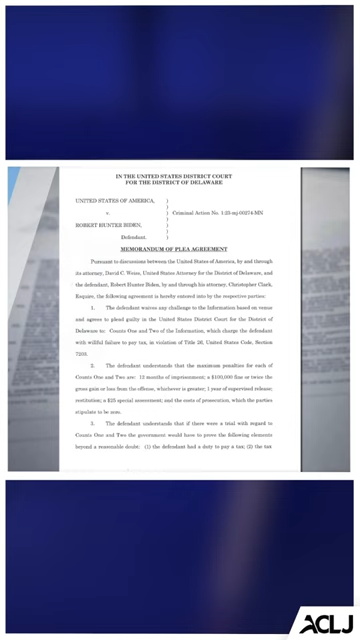 IN THE UNITED STATES DISTRICT COURT
FOR THE DISTRICT OF DELAWARE
UNITED STATES OF AMERICA, )
)
v. ) Criminal Action No. 1:23-mj-00274-MN
)
ROBERT HUNTER BIDEN, )
)
Defendant. )
MEMORANDUM OF PLEA AGREEMENT
Pursuant to discussions between the United States of America, by and through
its attorney, David C. Weiss, United States Attorney for the District of Delaware, and
the defendant, Robert Hunter Biden, by and through his attorney, Christopher Clark,
Esquire, the following agreement is hereby entered into by the respective parties:
1. The defendant waives any challenge to the Information based on venue
and agrees to plead guilty in the United States District Court for the District of
Delaware to: Counts One and Two of the Information, which charge the defendant
with willful failure to pay tax, in violation of Title 26, United States Code, Section
7203.
2. The defendant understands that the maximum penalties for each of
Counts One and Two are: 12 months of imprisonment; a $100,000 fine or twice the
gross gain or loss from the offense, whichever is greater; 1 year of supervised release;
restitution; a $25 special assessment; and the costs of prosecution, which the parties
stipulate to be sum.
3. The defendant understands that if there were a trial with regard to
Counts One and Two the government would have to prove the following elements
beyond a reasonable doubt: (1) the defendant had a duty to pay a tax; (2) the tax
ACLJ